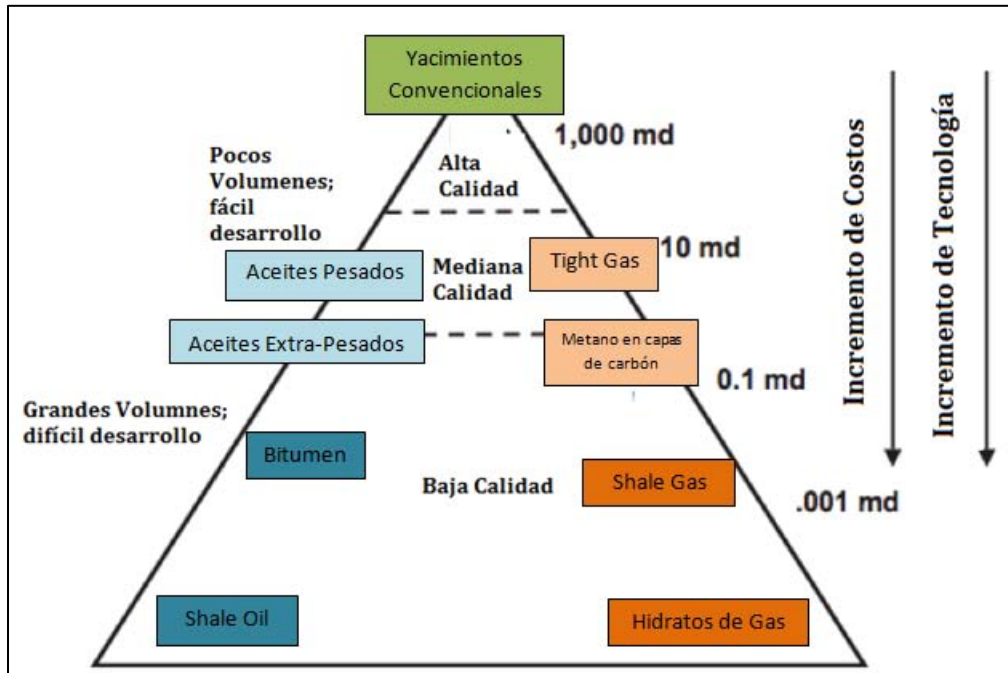 Yacimientos
Convencionales
1,000 md
Pocos
Volumenes;
fácil
desarrollo
Alta
Calidad
Aceites Pesados
Mediana
Calidad
Tight Gas
10 md
Aceites Extra-Pesados
Metano en capas
de carbón
0.1 md
Grandes Volumnes;
difícil desarrollo
Bitumen
Baja Calidad
Shale Gas
.001 md
Shale Oil
Hidratos de Gas
Incremento de Costos
Incremento de Tecnología